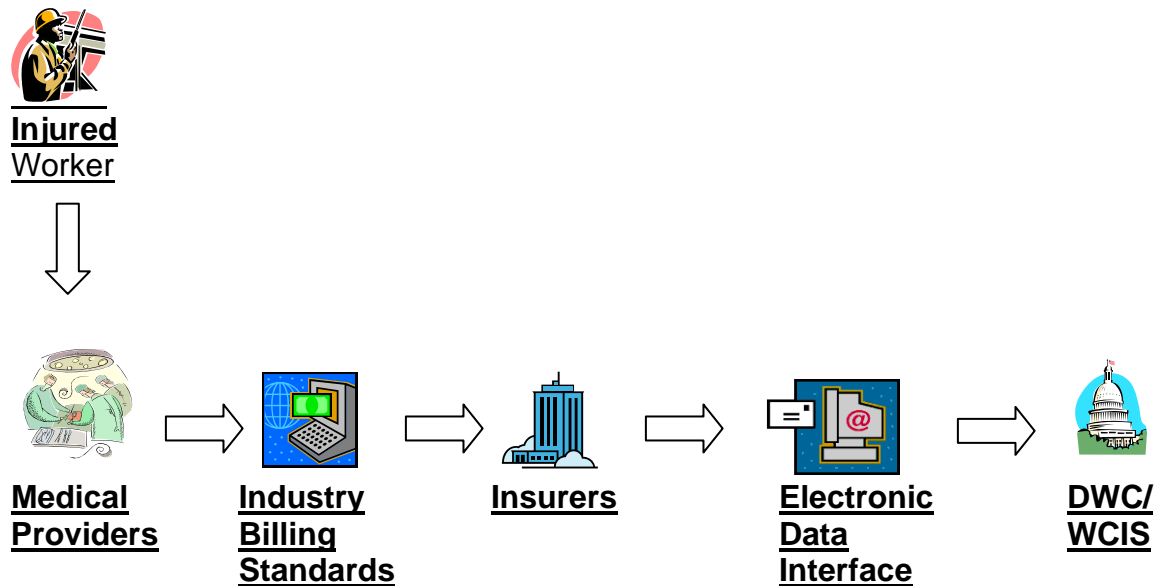 Injured
Worker
Medical
Providers
Industry
Billing
Standards
Insurers
@
Electronic
Data
Interface
DWC/
WCIS